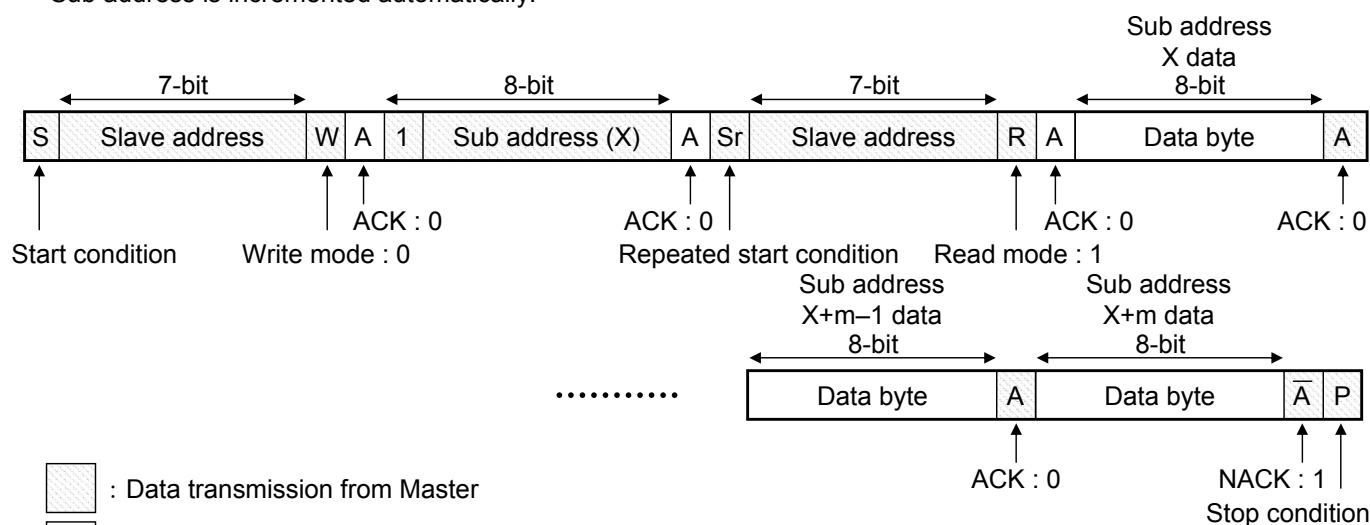 Sub address is incremented automatically.
Sub address
X data
7-bit 8-bit 7-bit 8-bit
S Slave address W A 1 Sub address (X) A Sr Slave address R A Data byte A
ACK : 0 ACK : 0 ACK : 0 ACK : 0
Start condition Write mode : 0 Repeated start condition Read mode : 1
Sub address Sub address
X+m–1 data X+m data
8-bit 8-bit
Data byte A Data byte A̅ P
ACK : 0 NACK : 1
: Data transmission from Master
Stop condition